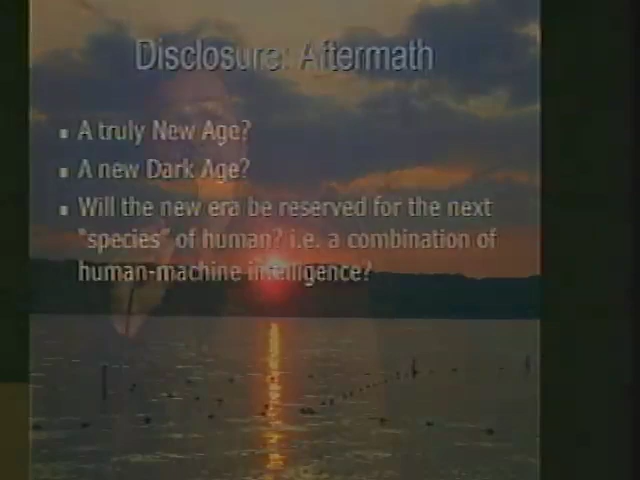 Disclosure: Aftermath
▪ A truly New Age?
▪ A new Dark Age?
▪ Will the new era be reserved for the next
"species" of human? i.e. a combination of
human-machine intelligence?